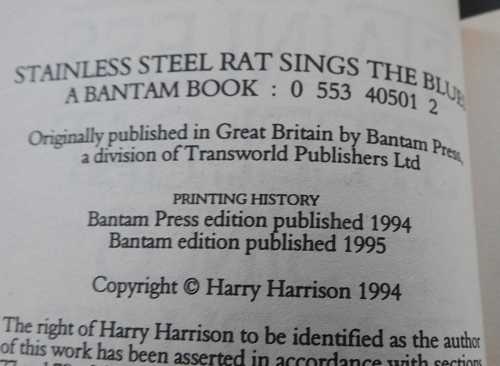 STAINLESS STEEL RAT SINGS THE BLUES
A BANTAM BOOK : 0 553 40501 2
Originally published in Great Britain by Bantam Press,
a division of Transworld Publishers Ltd
PRINTING HISTORY
Bantam Press edition published 1994
Bantam edition published 1995
Copyright © Harry Harrison 1994
The right of Harry Harrison to be identified as the author
of this work has been asserted in accordance with sections